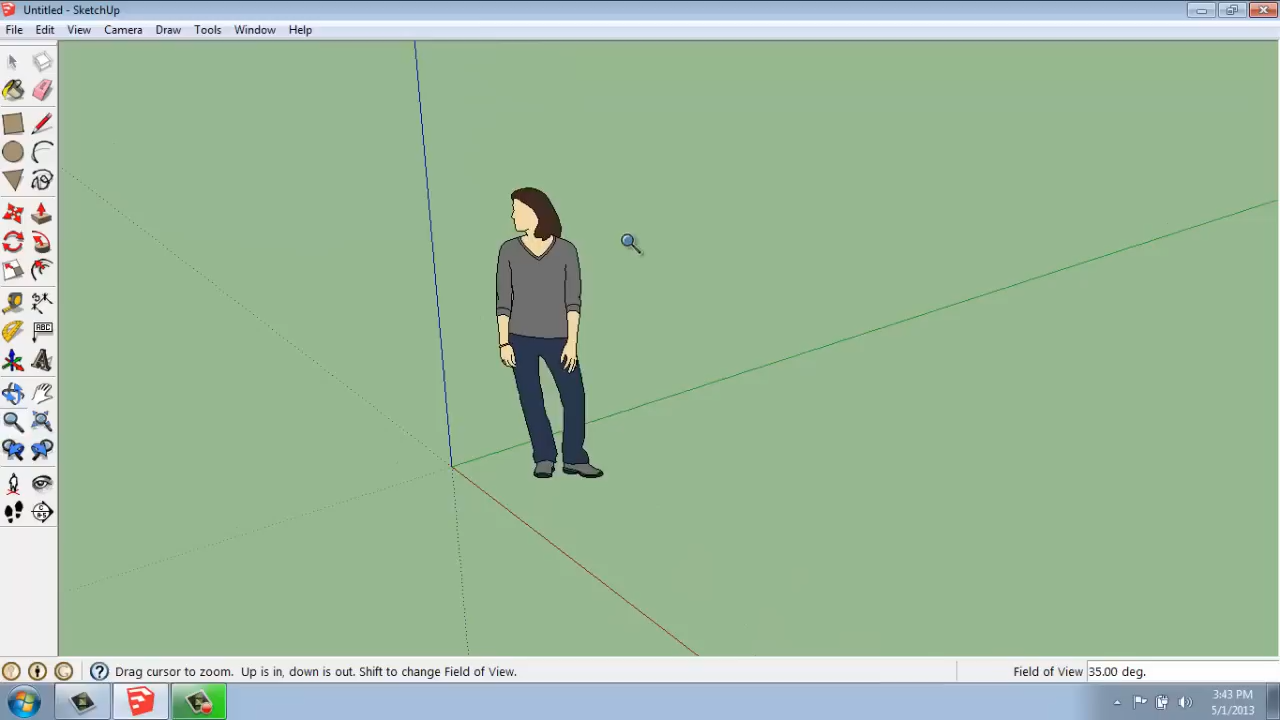 Untitled - SketchUp
File Edit View Camera Draw Tools Window Help
ABC
A
Drag cursor to zoom. Up is in, down is out. Shift to change Field of View.
Field of View 35.00 deg.
3:43 PM
5/1/2013